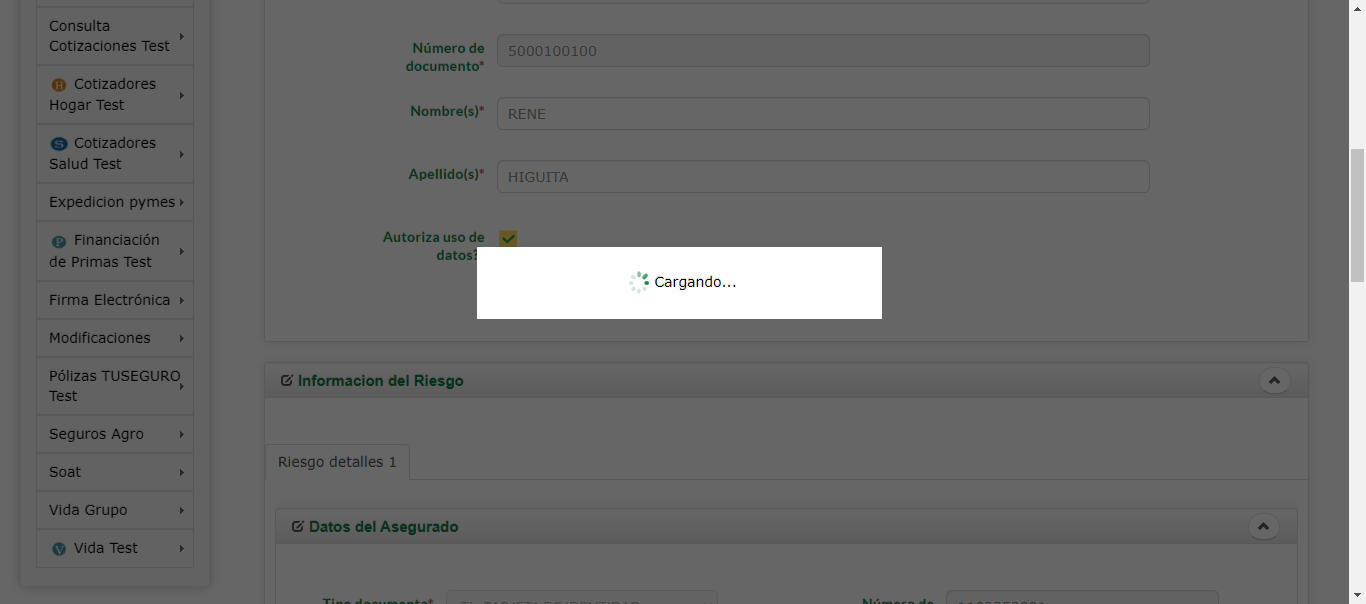 Consulta
Cotizaciones Test
Cotizadores
Hogar Test
Cotizadores
Salud Test
Expedicion pymes
Financiación
de Primas Test
Firma Electrónica
Modificaciones
Pólizas TUSEGURO
Test
Seguros Agro
Soat
Vida Grupo
Vida Test
Número de
documento*
5000100100
Nombre(s)*
RENE
Apellido(s)*
HIGUITA
Autoriza uso de
datos?
Cargando...
Informacion del Riesgo
Riesgo detalles 1
Datos del Asegurado
Tipo documento*
Número de